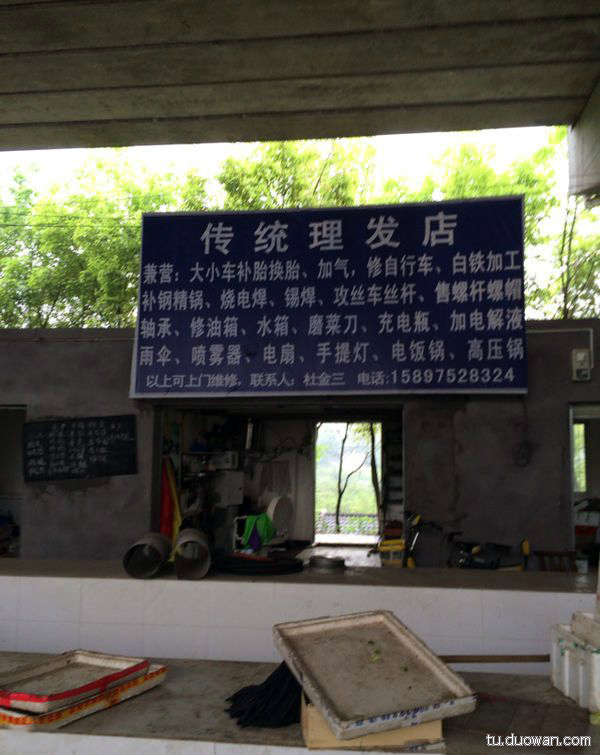 传统理发店
兼营：大小车补胎换胎、加气，修自行车、白铁加工
补钢精锅、烧电焊、锡焊、攻丝车丝杆、售螺杆螺帽
轴承、修油箱、水箱、磨菜刀、充电瓶、加电解液
雨伞、喷雾器、电扇、手提灯、电饭锅、高压锅
以上可上门维修，联系人：杜金三 电话:15897528324
tu.duowan.com